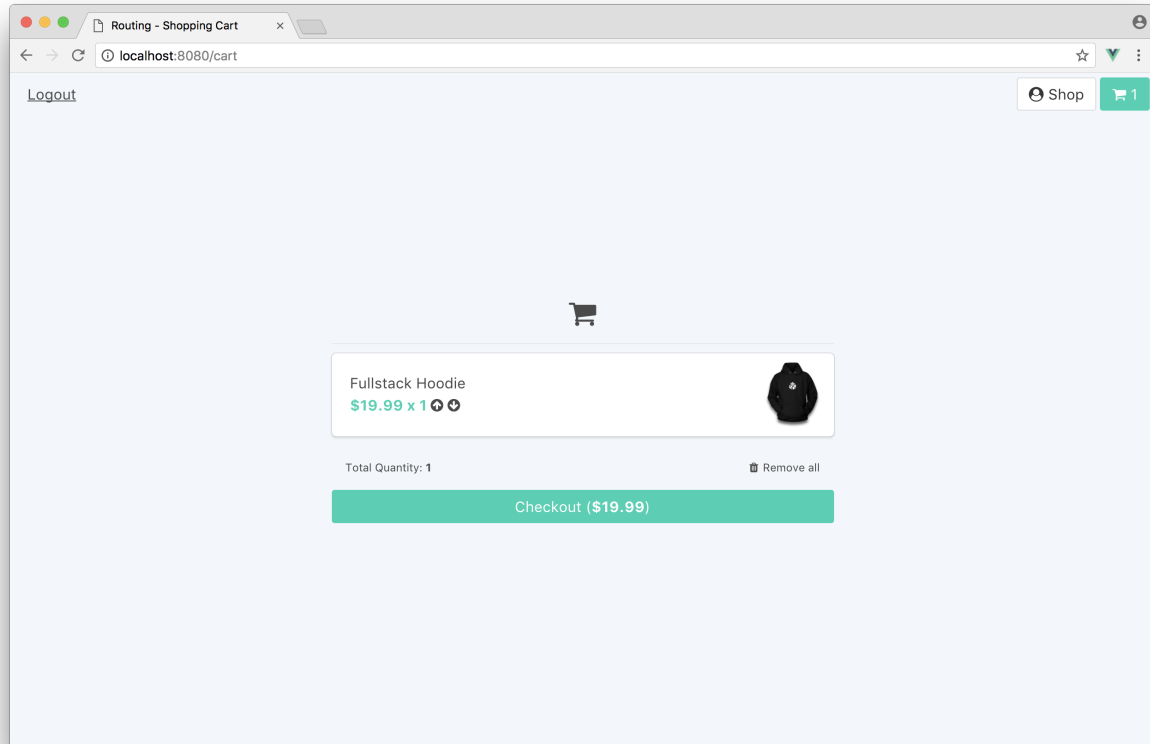 Routing - Shopping Cart
localhost:8080/cart
Logout
Shop
1
Fullstack Hoodie
$19.99 x 1
Total Quantity: 1
Remove all
Checkout ($19.99)